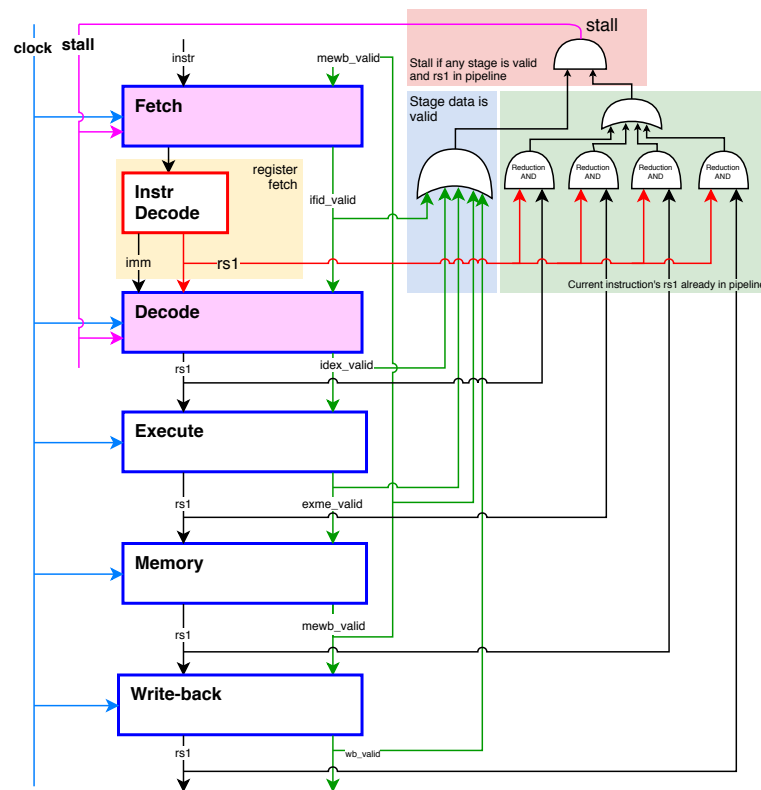 stall
Stall if any stage is valid
and rs1 in pipeline
clock
stall
instr
mewb_valid
Fetch
Stage data is
valid
register
fetch
Instr
Decode
ifid_valid
Reduction
AND
Reduction
AND
Reduction
AND
Reduction
AND
imm
rs1
Current instruction's rs1 already in pipeline
Decode
rs1
idex_valid
Execute
rs1
exme_valid
Memory
rs1
mewb_valid
Write-back
rs1
wb_valid